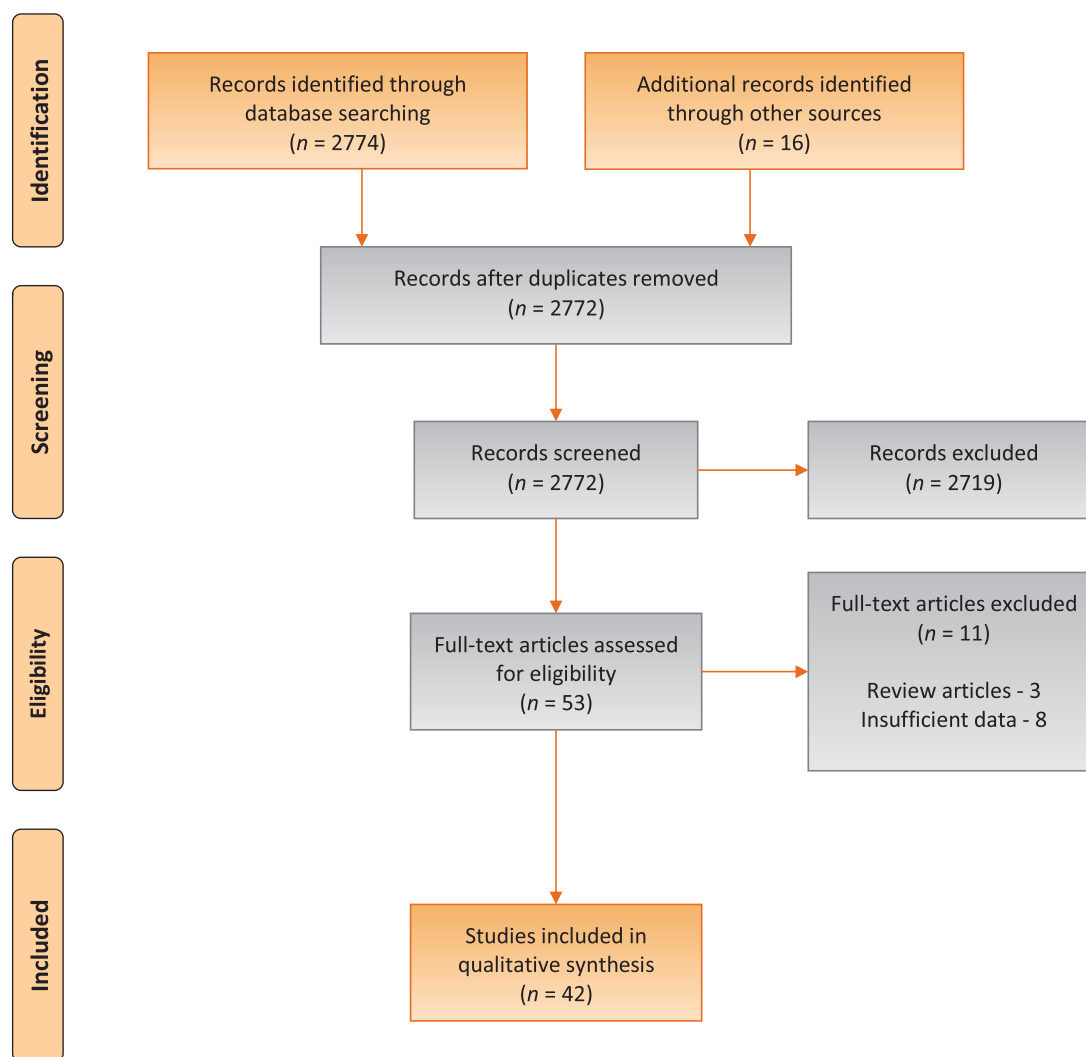 Identification
Records identified through
database searching
(n = 2774)
Additional records identified
through other sources
(n = 16)
Records after duplicates removed
(n = 2772)
Screening
Records screened
(n = 2772)
Records excluded
(n = 2719)
Eligibility
Full-text articles assessed
for eligibility
(n = 53)
Full-text articles excluded
(n = 11)
Review articles - 3
Insufficient data - 8
Included
Studies included in
qualitative synthesis
(n = 42)